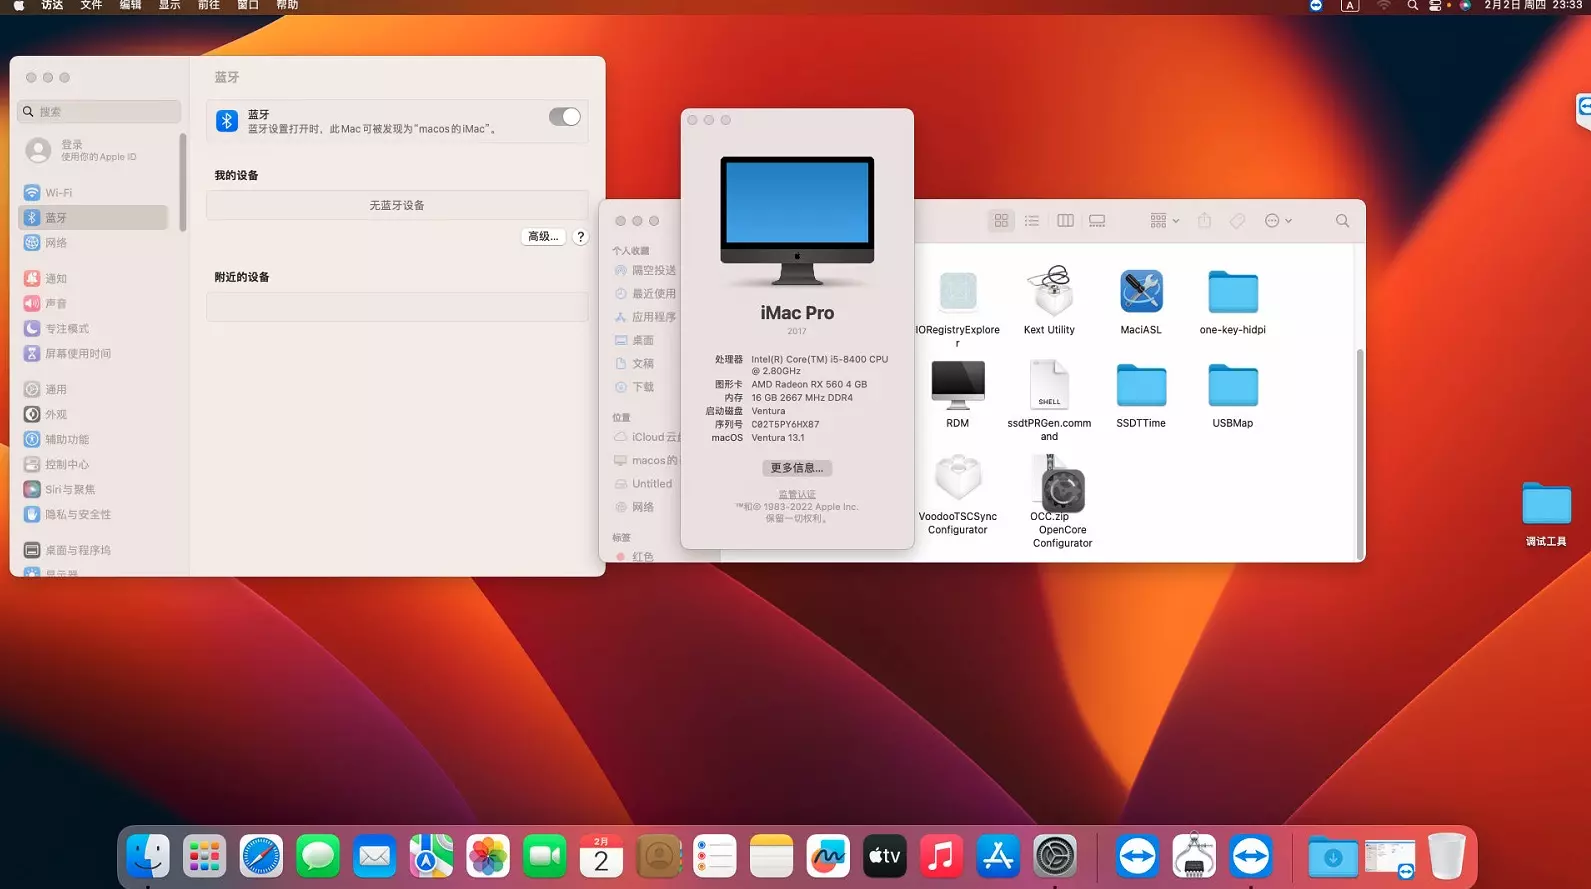 访达 文件 编辑 显示 前往 窗口 帮助
A
2月2日 周四 23:33
搜索
登录
使用你的 Apple ID
Wi-Fi
蓝牙
网络
通知
声音
专注模式
屏幕使用时间
通用
外观
辅助功能
控制中心
Siri与聚焦
隐私与安全性
桌面与程序坞
显示器
蓝牙
蓝牙
蓝牙设置打开时，此 Mac 可被发现为“macos的iMac”。
我的设备
无蓝牙设备
高级... ?
附近的设备
个人收藏
隔空投送
最近使用
应用程序
桌面
文稿
下载
位置
iCloud 云
macos的
Untitled
网络
标签
红色
iMac Pro
2017
处理器 Intel(R) Core(TM) i5-8400 CPU
@ 2.80GHz
图形卡 AMD Radeon RX 560 4 GB
内存 16 GB 2667 MHz DDR4
启动磁盘 Ventura
序列号 C02T5PY6HX87
macOS Ventura 13.1
更多信息...
监管认证
™和© 1983-2022 Apple Inc.
保留一切权利。
IORegistryExplore
r
Kext Utility
MaciASL
one-key-hidpi
RDM
SHELL
ssdtPRGen.comm
and
SSDTTime
USBMap
VoodooTSCSync
Configurator
OCC.zip
OpenCore
Configurator
调试工具
2月
2
tv